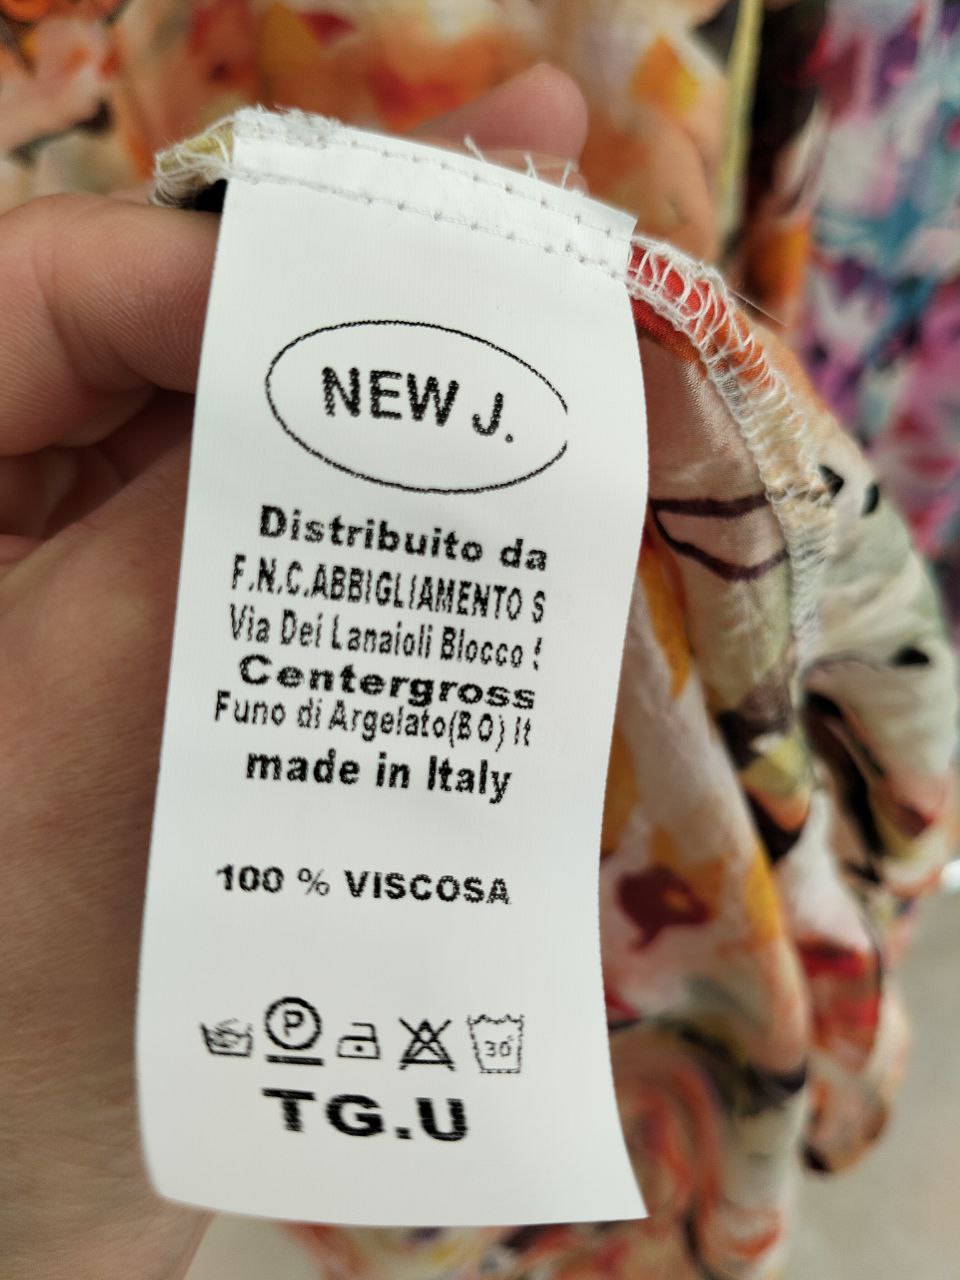 NEW J.
Distribuito da
F.N.C.ABBIGLIAMENTO S
Via Dei Lanaioli Blocco
Centergross
Funo di Argelato(BO) It
made in Italy
100 % VISCOSA
P 30°
TG.U